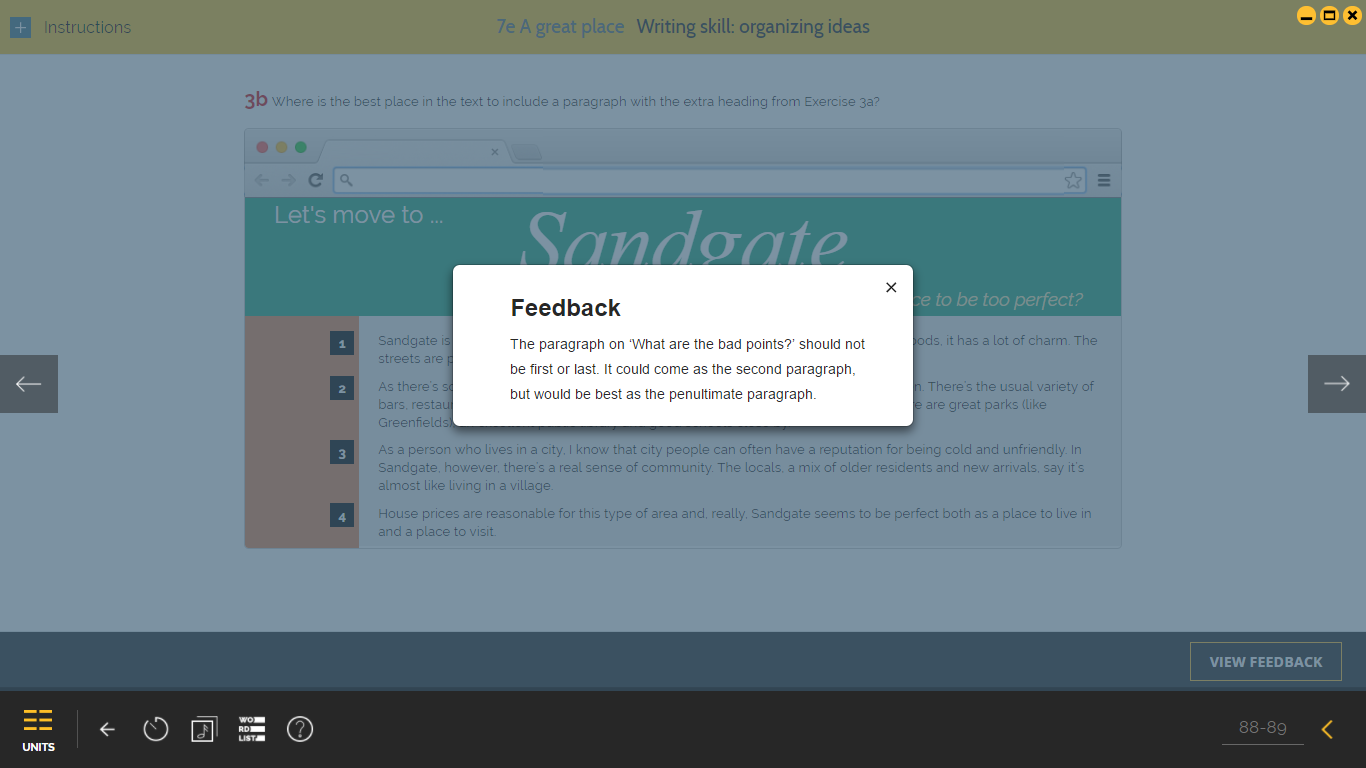 Instructions
7e A great place Writing skill: organizing ideas
3b Where is the best place in the text to include a paragraph with the extra heading from Exercise 3a?
Let's move to ...
Sandgate
to be too perfect?
Feedback
The paragraph on ‘What are the bad points?’ should not
be first or last. It could come as the second paragraph,
but would be best as the penultimate paragraph.
1 Sandgate is it has a lot of charm. The
streets are
2 As there's There's the usual variety of
bars, are great parks (like
Greenfields)
3 As a person who lives in a city, I know that city people can often have a reputation for being cold and unfriendly. In
Sandgate, however, there's a real sense of community. The locals, a mix of older residents and new arrivals, say it's
almost like living in a village.
4 House prices are reasonable for this type of area and, really, Sandgate seems to be perfect both as a place to live in
and a place to visit.
VIEW FEEDBACK
WO
RD
LIST
UNITS
88-89